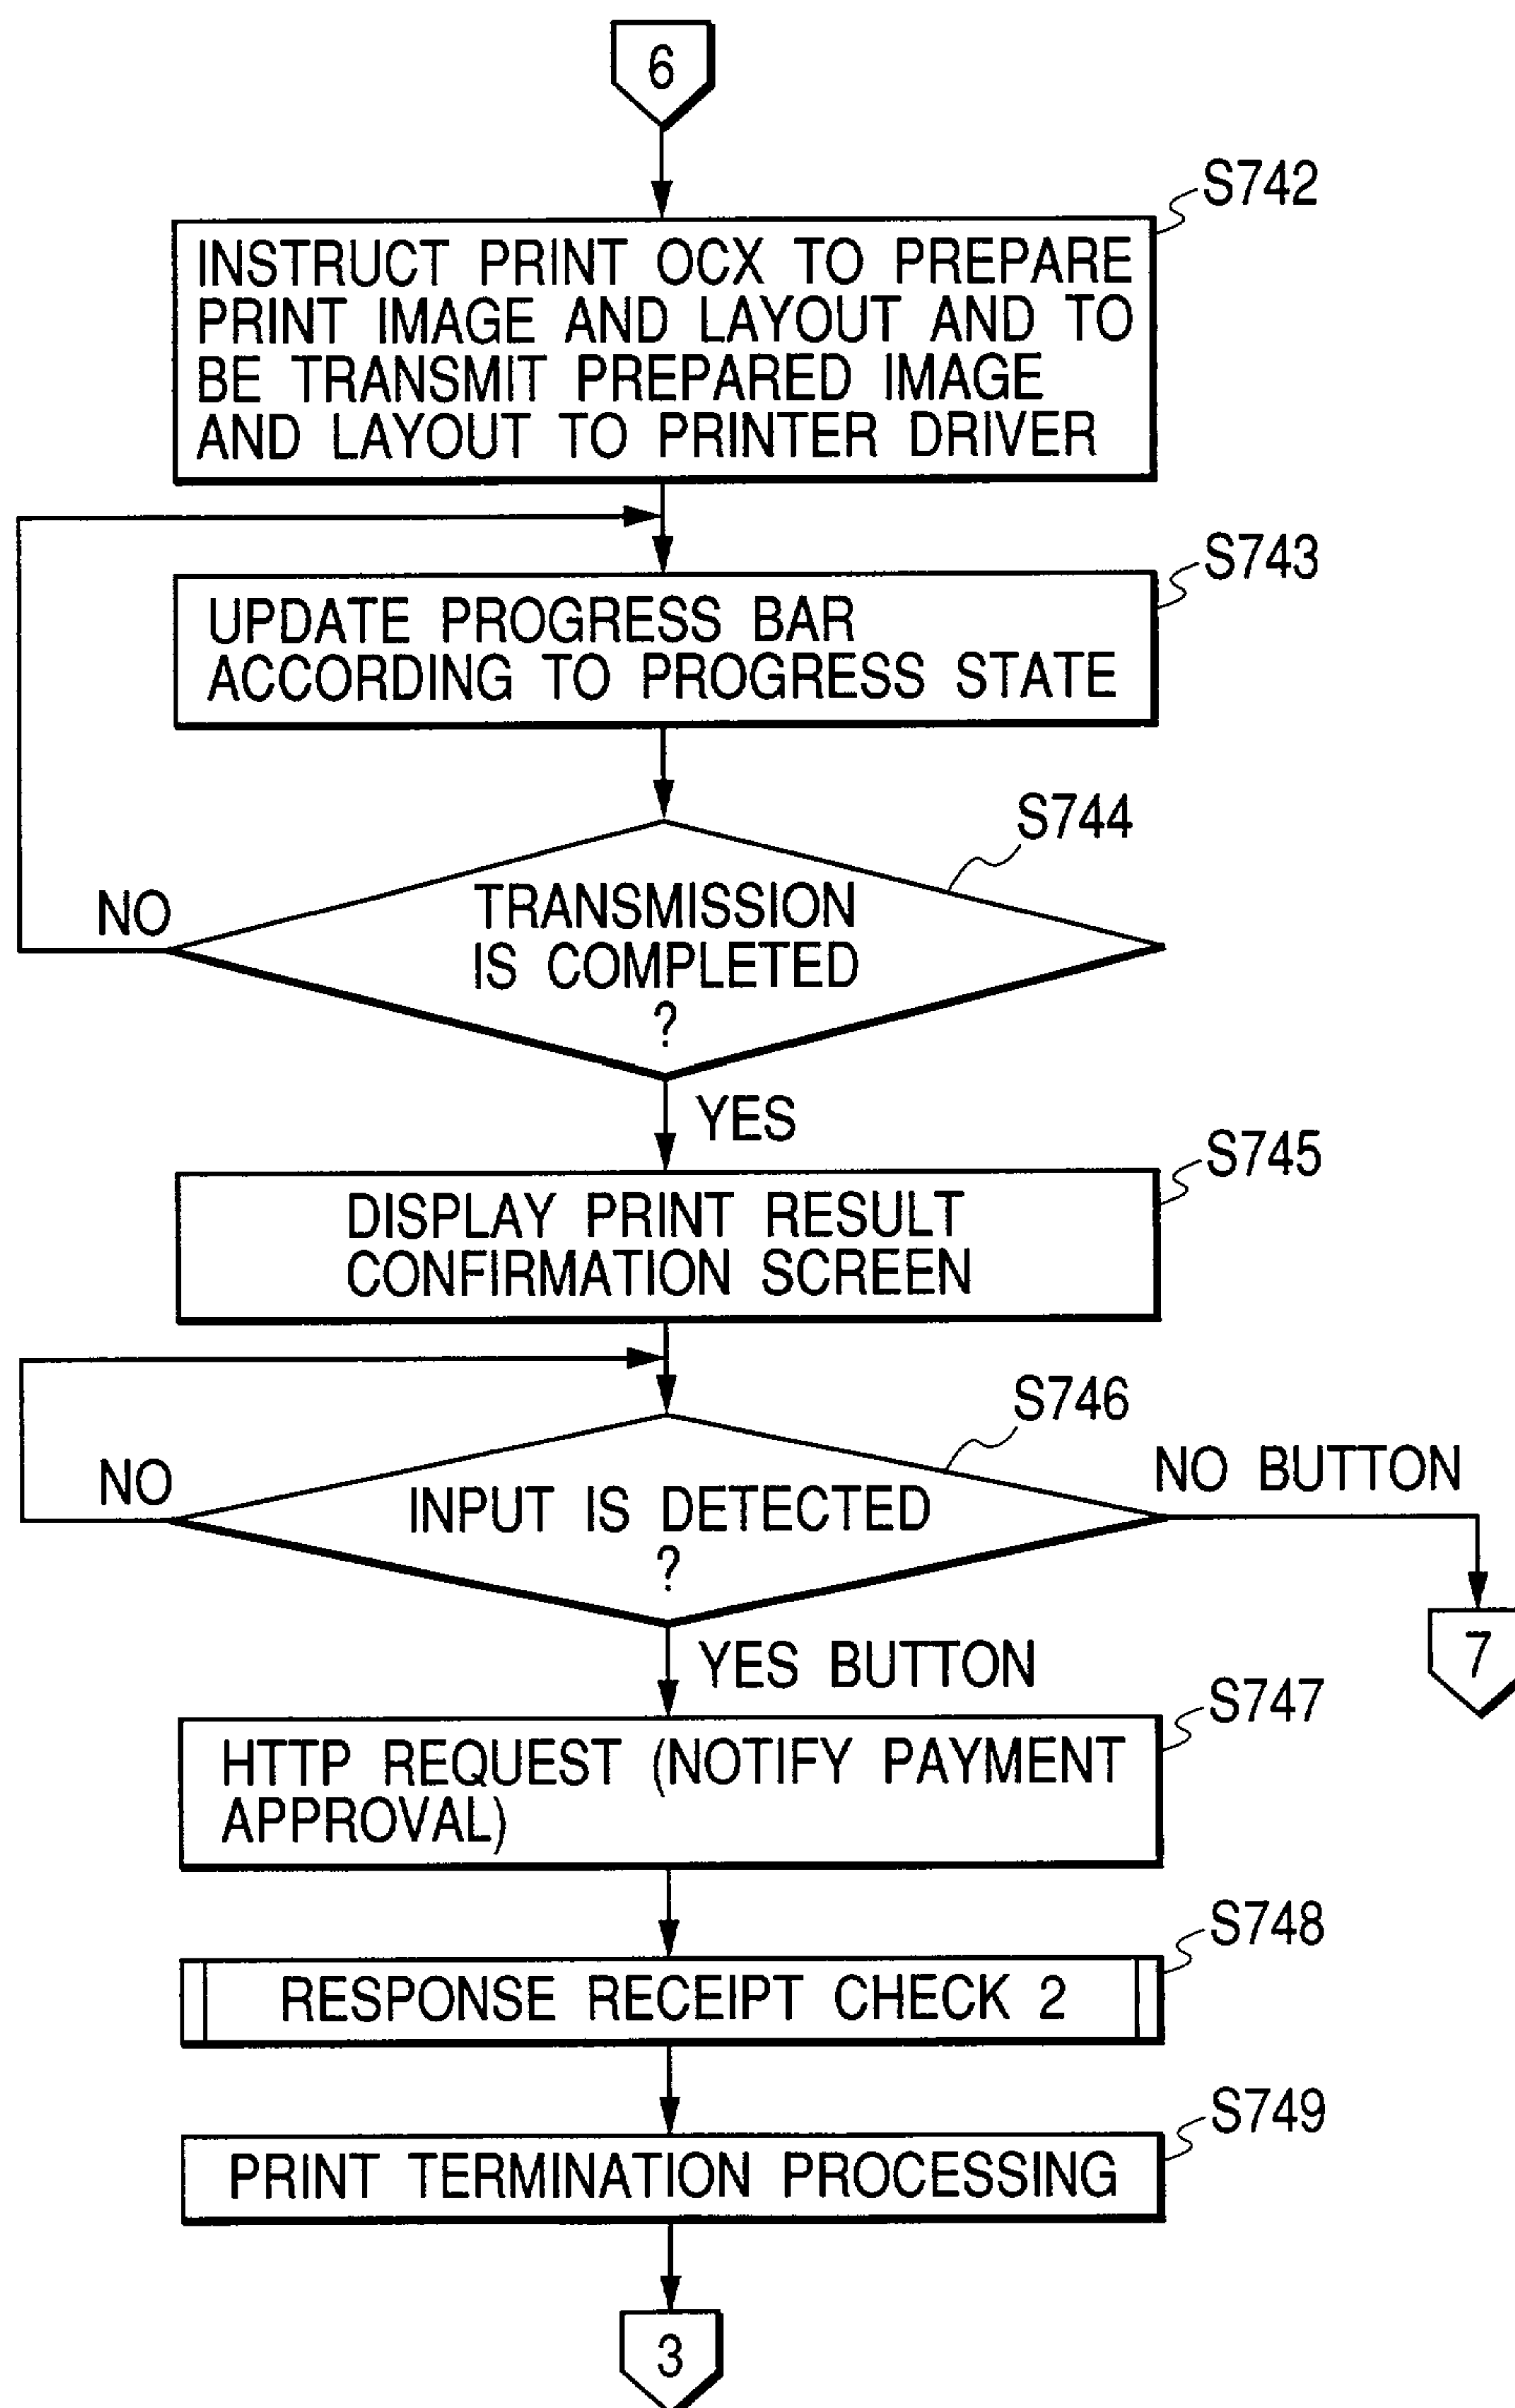 6
S742
INSTRUCT PRINT OCX TO PREPARE
PRINT IMAGE AND LAYOUT AND TO
BE TRANSMIT PREPARED IMAGE
AND LAYOUT TO PRINTER DRIVER
S743
UPDATE PROGRESS BAR
ACCORDING TO PROGRESS STATE
S744
NO
TRANSMISSION
IS COMPLETED
?
YES
S745
DISPLAY PRINT RESULT
CONFIRMATION SCREEN
S746
NO BUTTON
NO
INPUT IS DETECTED
?
7
YES BUTTON
S747
HTTP REQUEST (NOTIFY PAYMENT
APPROVAL)
S748
RESPONSE RECEIPT CHECK 2
S749
PRINT TERMINATION PROCESSING
3